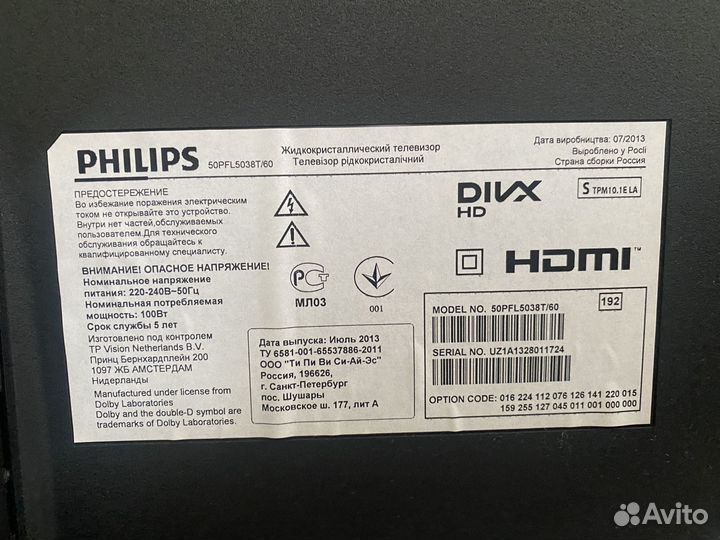 PHILIPS 50PFL5038T/60
Жидкокристаллический телевизор
Телевізор рідкокристалічний
Дата виробництва: 07/2013
Вироблено у Росії
Страна сборки Россия
ПРЕДОСТЕРЕЖЕНИЕ
Во избежание поражения электрическим
током не открывайте это устройство.
Внутри нет частей,обслуживаемых
пользователем.Для технического
обслуживания обращайтесь к
квалифицированному специалисту.
ВНИМАНИЕ! ОПАСНОЕ НАПРЯЖЕНИЕ!
Номинальное напряжение
питания: 220-240В~50Гц
Номинальная потребляемая
мощность: 100Вт
Срок службы 5 лет
Изготовлено под контролем
TP Vision Netherlands B.V.
Принц Бернхардплейн 200
1097 ЖБ АМСТЕРДАМ
Нидерланды
Manufactured under license from
Dolby Laboratories
Dolby and the double-D symbol are
trademarks of Dolby Laboratories.
РСТ
МЛ03
001
DIVX
HD
S TPM10.1E LA
HDMI™
Дата выпуска: Июль 2013
ТУ 6581-001-65537886-2011
ООО "Ти Пи Ви Си-Ай-Эс"
Россия, 196626,
г. Санкт-Петербург
пос. Шушары
Московское ш. 177, лит А
MODEL NO. 50PFL5038T/60
192
SERIAL NO. UZ1A1328011724
OPTION CODE: 016 224 112 076 126 141 220 015
159 255 127 045 011 001 000 000
Avito